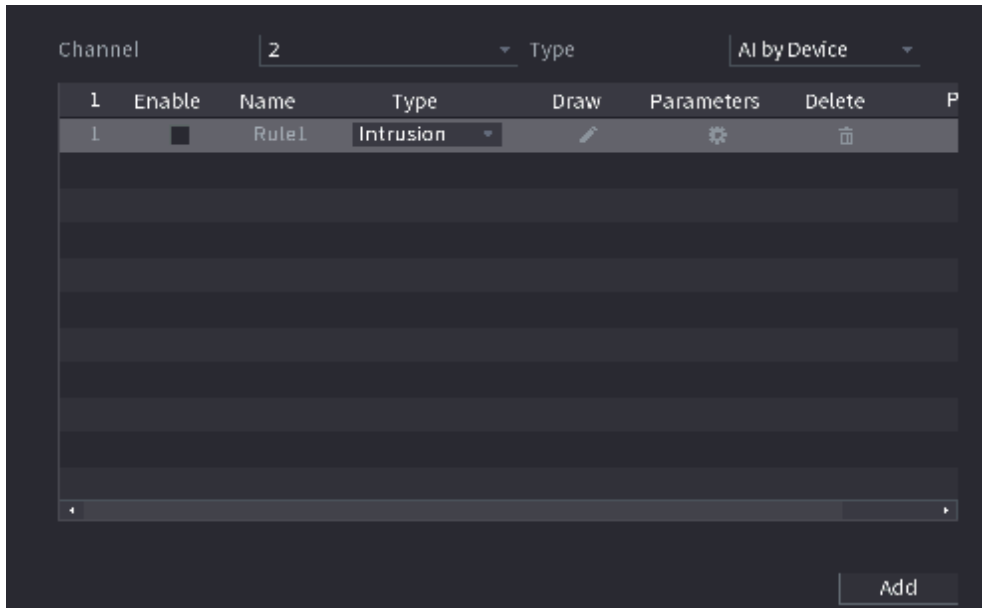 Channel 2 Type AI by Device
1 Enable Name Type Draw Parameters Delete P
1 Rule1 Intrusion
Add